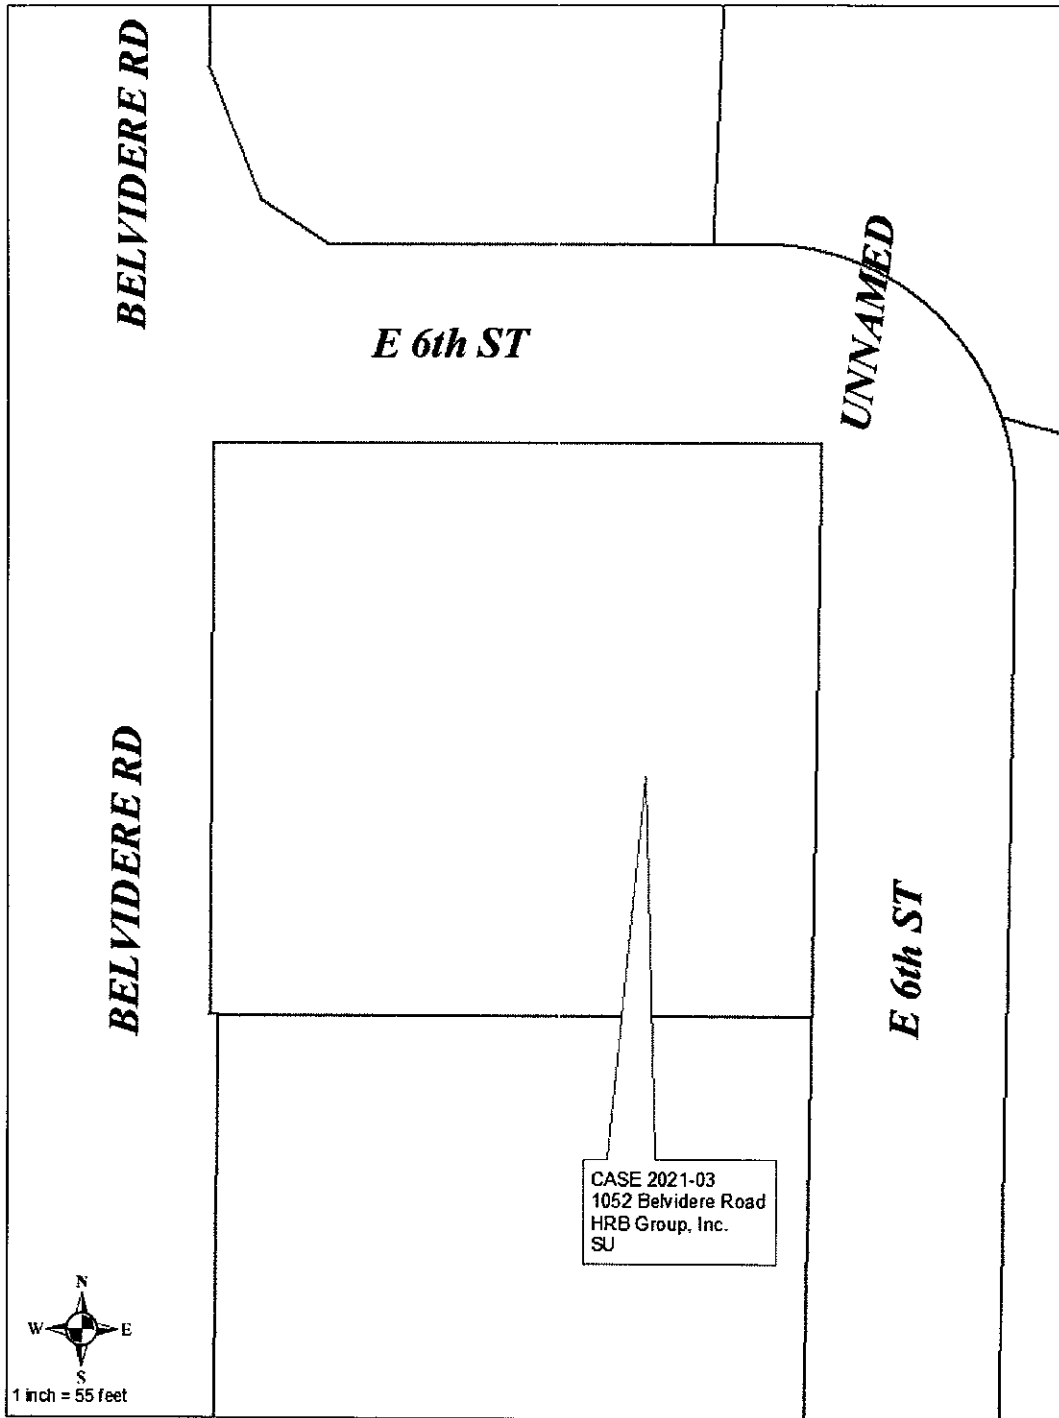 BELVIDERE RD
UNNAMED
E 6th ST
BELVIDERE RD
E 6th ST
CASE 2021-03
1052 Belvidere Road
HRB Group, Inc.
SU
N
W E
S
1 inch = 55 feet